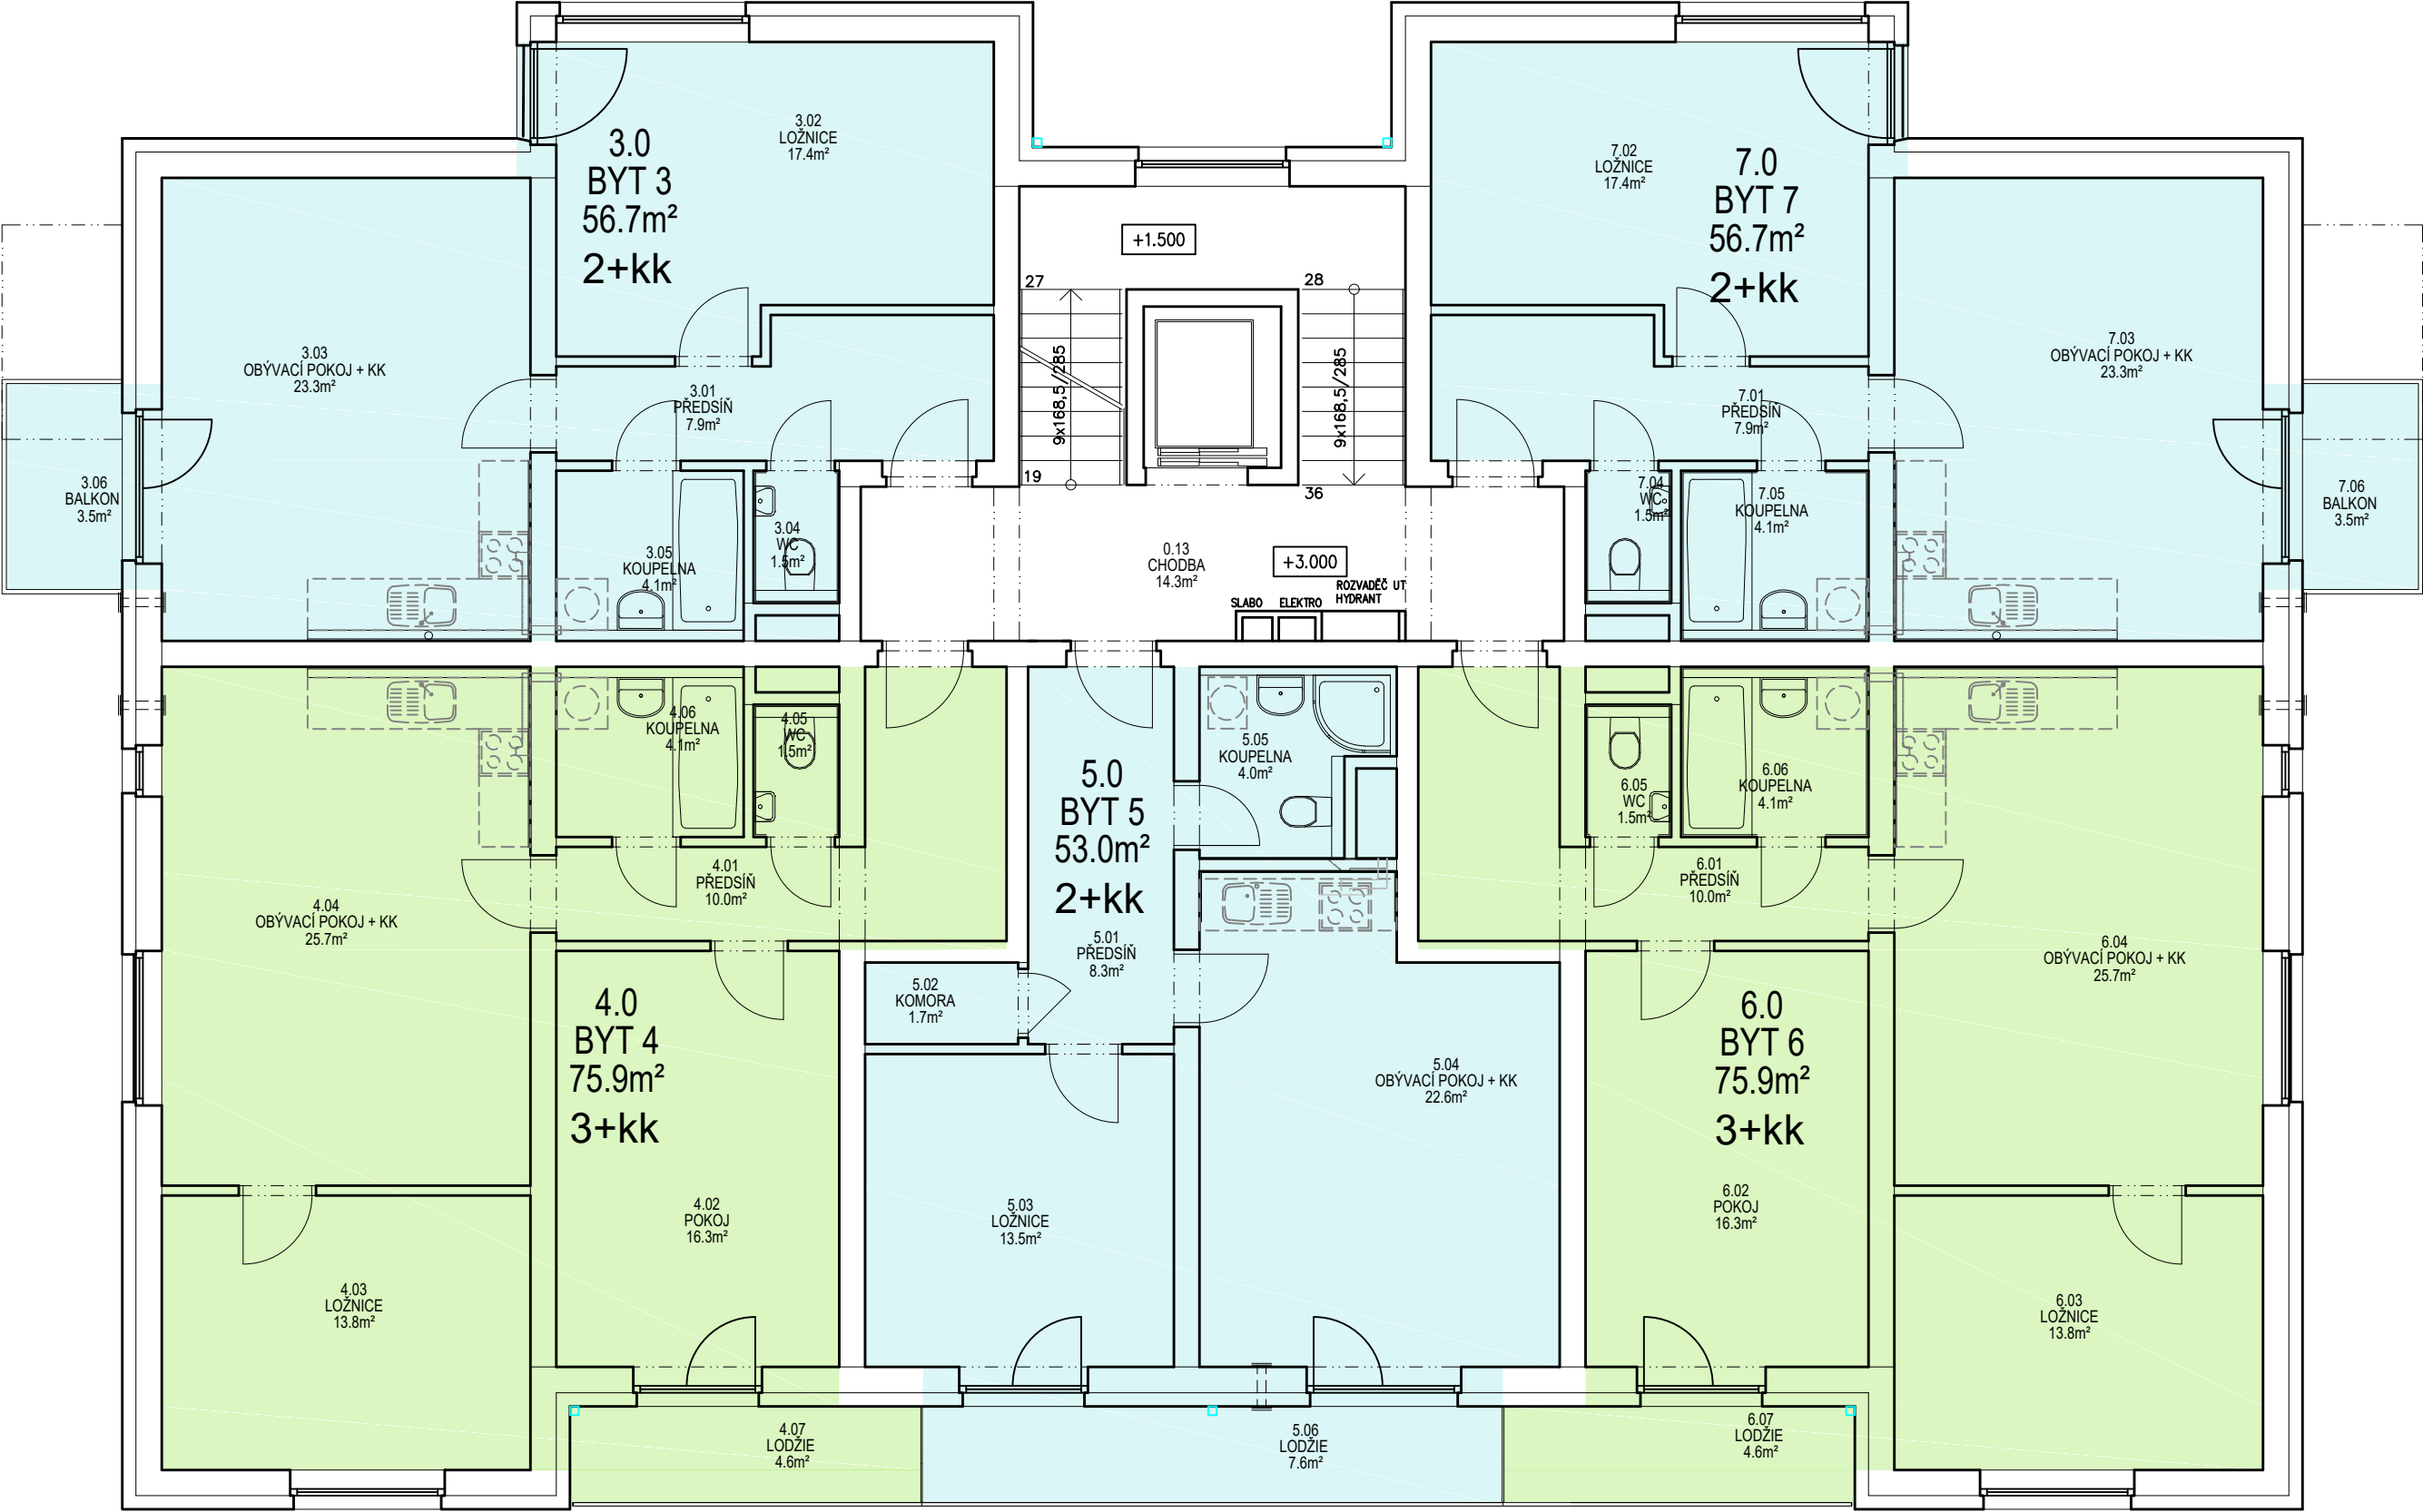 3.0
BYT 3
56.7m²
2+kk
3.02
LOŽNICE
17.4m²
7.02
LOŽNICE
17.4m²
7.0
BYT 7
56.7m²
2+kk
+1.500
27
28
9x168,5/285
9x168,5/285
19
36
3.03
OBÝVACÍ POKOJ + KK
23.3m²
3.01
PŘEDSÍŇ
7.9m²
7.01
PŘEDSÍŇ
7.9m²
7.03
OBÝVACÍ POKOJ + KK
23.3m²
3.06
BALKON
3.5m²
3.05
KOUPELNA
4.1m²
3.04
WC
1.5m²
0.13
CHODBA
14.3m²
+3.000
SLABO
ELEKTRO
ROZVADĚČ UT
HYDRANT
7.04
WC
1.5m²
7.05
KOUPELNA
4.1m²
7.06
BALKON
3.5m²
4.06
KOUPELNA
4.1m²
4.05
WC
1.5m²
5.05
KOUPELNA
4.0m²
6.05
WC
1.5m²
6.06
KOUPELNA
4.1m²
5.0
BYT 5
53.0m²
2+kk
4.04
OBÝVACÍ POKOJ + KK
25.7m²
4.01
PŘEDSÍŇ
10.0m²
5.01
PŘEDSÍŇ
8.3m²
6.01
PŘEDSÍŇ
10.0m²
6.04
OBÝVACÍ POKOJ + KK
25.7m²
5.02
KOMORA
1.7m²
4.0
BYT 4
75.9m²
3+kk
6.0
BYT 6
75.9m²
3+kk
5.04
OBÝVACÍ POKOJ + KK
22.6m²
4.02
POKOJ
16.3m²
5.03
LOŽNICE
13.5m²
6.02
POKOJ
16.3m²
4.03
LOŽNICE
13.8m²
6.03
LOŽNICE
13.8m²
4.07
LODŽIE
4.6m²
5.06
LODŽIE
7.6m²
6.07
LODŽIE
4.6m²